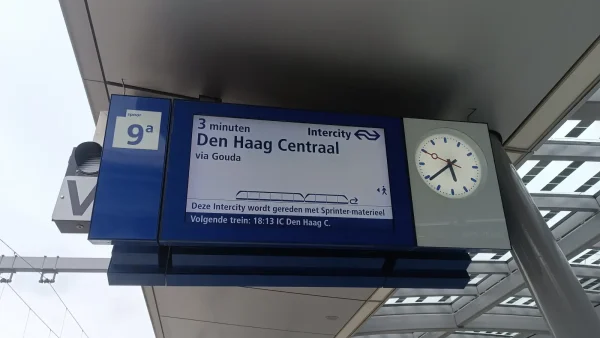 spoor
9a
3 minuten
Intercity
Den Haag Centraal
via Gouda
Deze Intercity wordt gereden met Sprinter-materieel
Volgende trein: 18:13 IC Den Haag C.
V